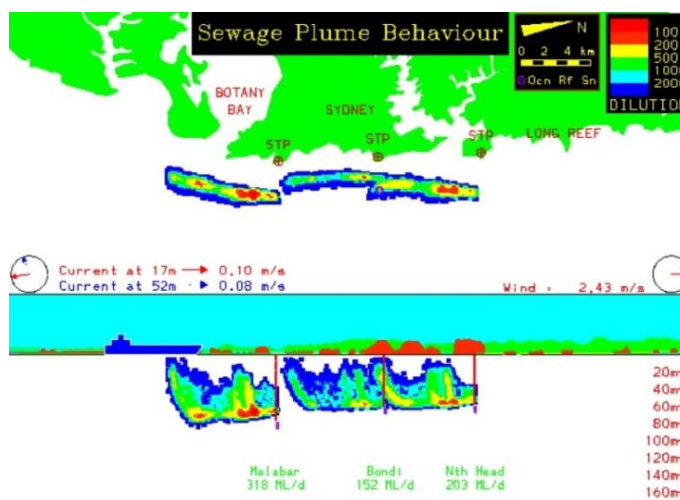 Sewage Plume Behaviour
N
0 2 4 km
Ocn Rf Sn
100
200
500
1000
2000
DILUTION
BOTANY
BAY
SYDNEY
STP
STP
STP
LONG REEF
Current at 17m 0.10 m/s
Current at 52m 0.08 m/s
Wind : 2.43 m/s
20m
40m
60m
80m
100m
120m
140m
160m
Malabar
318 ML/d
Bondi
152 ML/d
Nth Head
203 ML/d